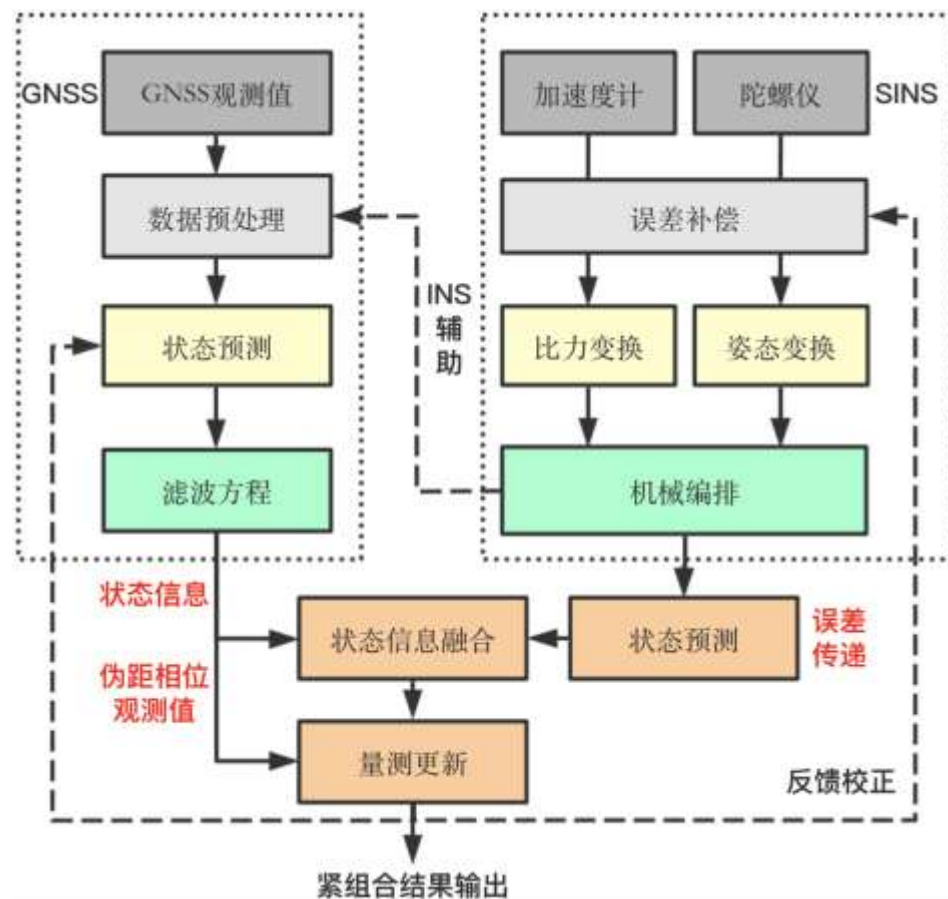 GNSS
GNSS观测值
加速度计
陀螺仪
SINS
数据预处理
误差补偿
INS
辅
助
状态预测
比力变换
姿态变换
滤波方程
机械编排
状态信息
状态信息融合
状态预测
误差
传递
伪距相位
观测值
量测更新
反馈校正
紧组合结果输出